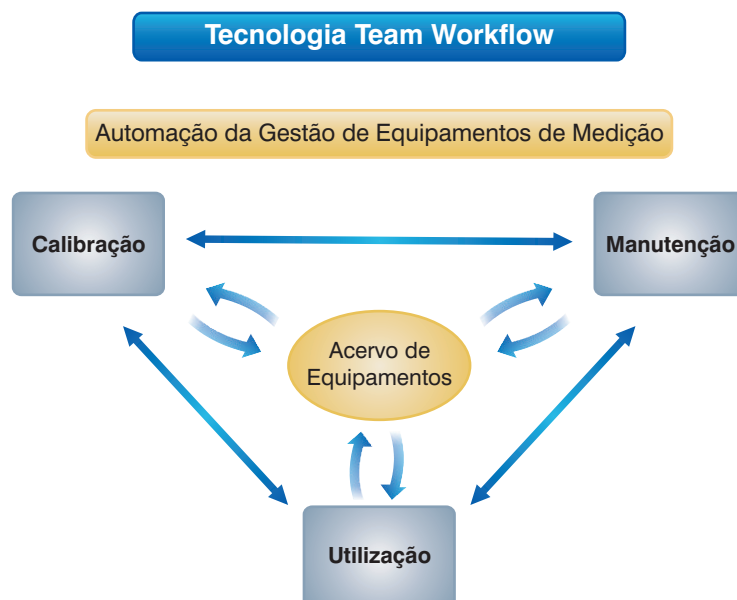 Tecnologia Team Workflow
Automação da Gestão de Equipamentos de Medição
Calibração
Manutenção
Acervo de
Equipamentos
Utilização